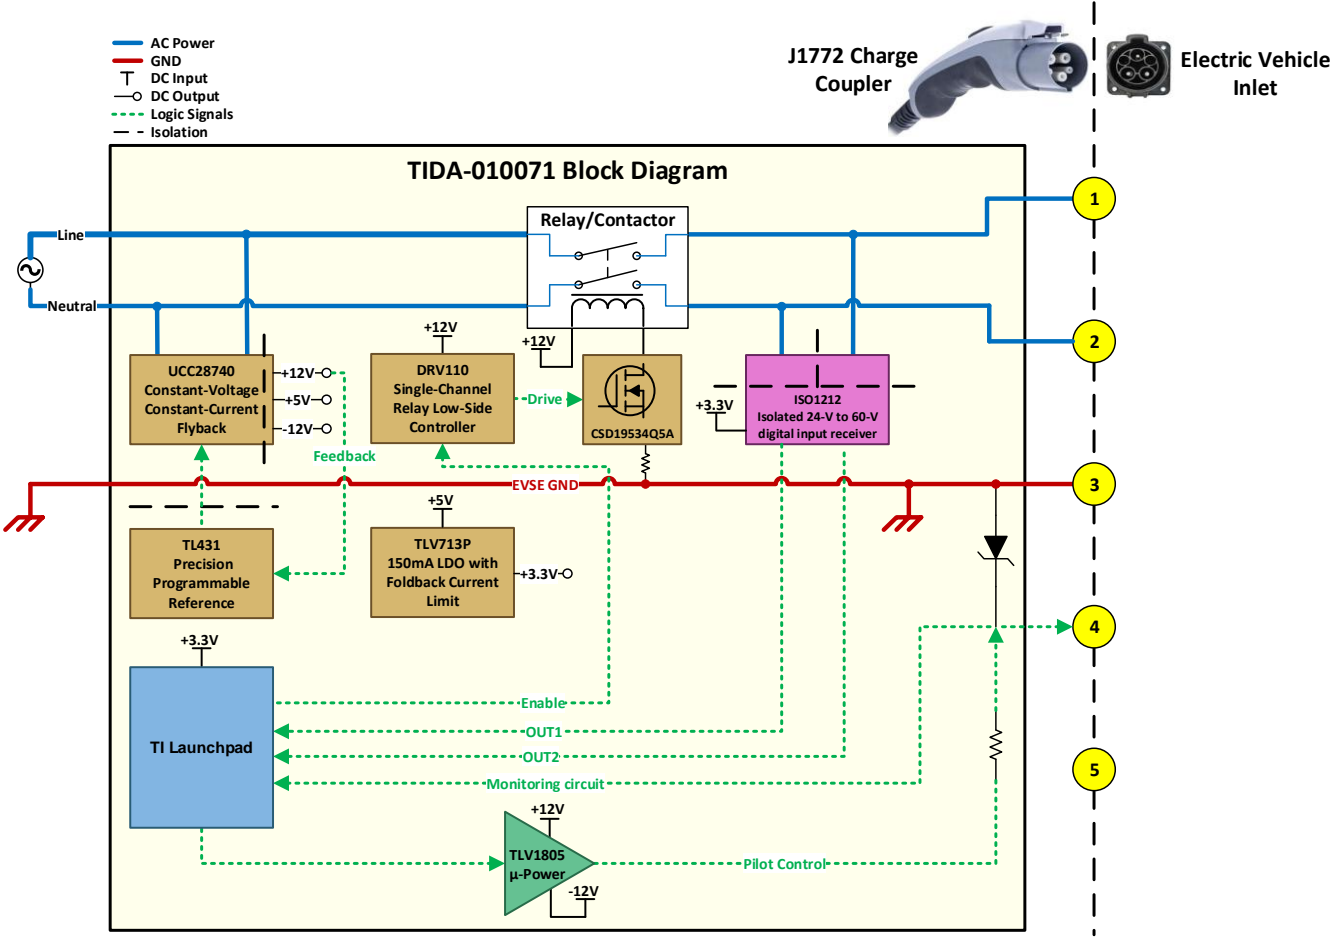 AC Power
GND
DC Input
DC Output
Logic Signals
Isolation
J1772 Charge
Coupler
Electric Vehicle
Inlet
TIDA-010071 Block Diagram
Relay/Contactor
Line
Neutral
1
2
3
4
5
+12V
UCC28740
Constant-Voltage
Constant-Current
Flyback
+12V
+5V
-12V
Feedback
+12V
DRV110
Single-Channel
Relay Low-Side
Controller
Drive
CSD19534Q5A
+3.3V
ISO1212
Isolated 24-V to 60-V
digital input receiver
EVSE GND
TL431
Precision
Programmable
Reference
+5V
TLV713P
150mA LDO with
Foldback Current
Limit
+3.3V
+3.3V
TI Launchpad
Enable
OUT1
OUT2
Monitoring circuit
+12V
TLV1805
µ-Power
-12V
Pilot Control